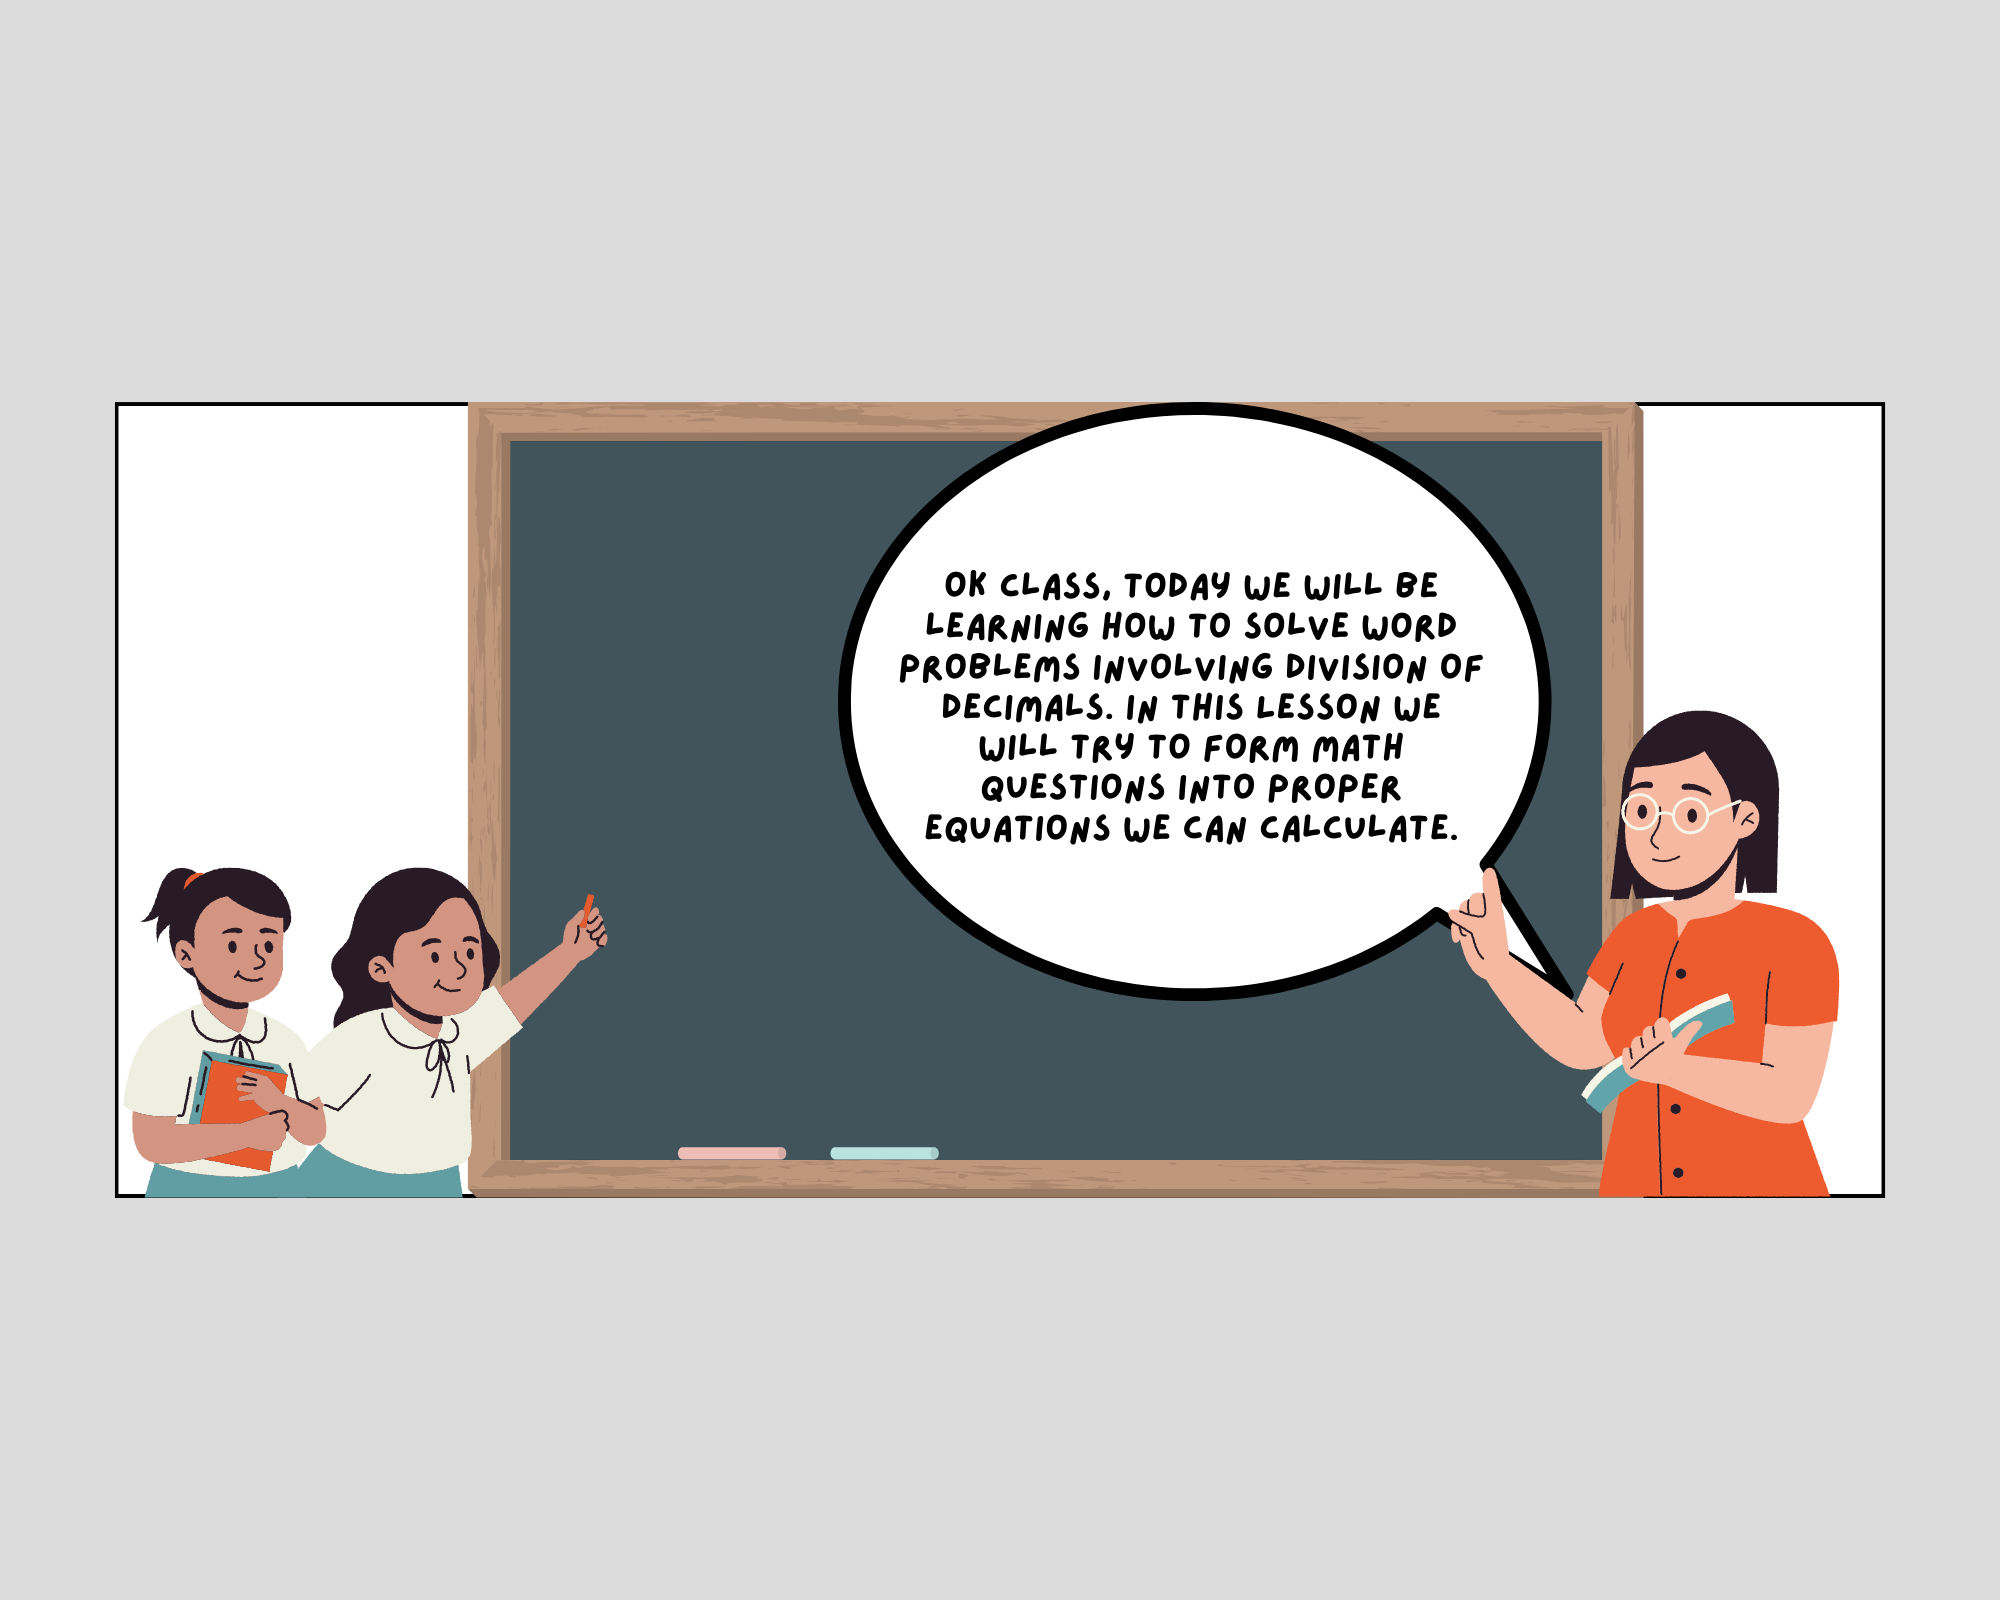 OK CLASS, TODAY WE WILL BE
LEARNING HOW TO SOLVE WORD
PROBLEMS INVOLVING DIVISION OF
DECIMALS. IN THIS LESSON WE
WILL TRY TO FORM MATH
QUESTIONS INTO PROPER
EQUATIONS WE CAN CALCULATE.